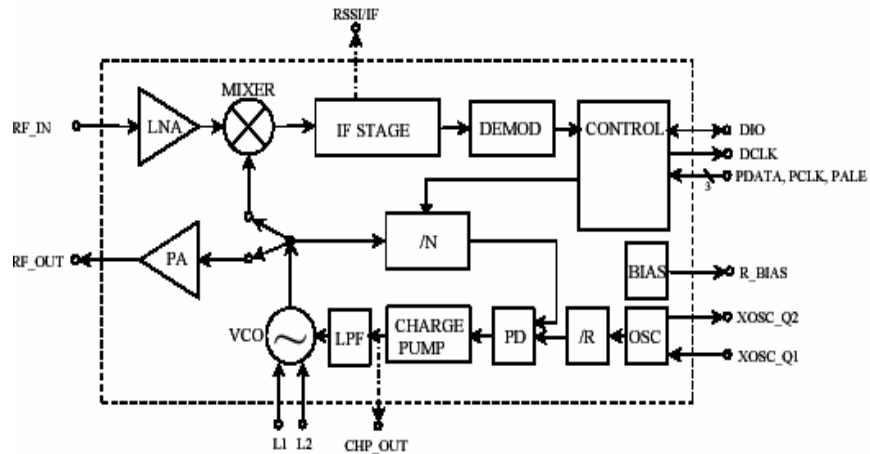 RSSI/IF
MIXER
RF_IN
LNA
IF STAGE
DEMOD
CONTROL
DIO
DCLK
PDATA, PCLK, PALE
3
RF_OUT
PA
/N
BIAS
R_BIAS
VCO
~
LPF
CHARGE
PUMP
PD
/R
OSC
XOSC_Q2
XOSC_Q1
L1
L2
CHP_OUT